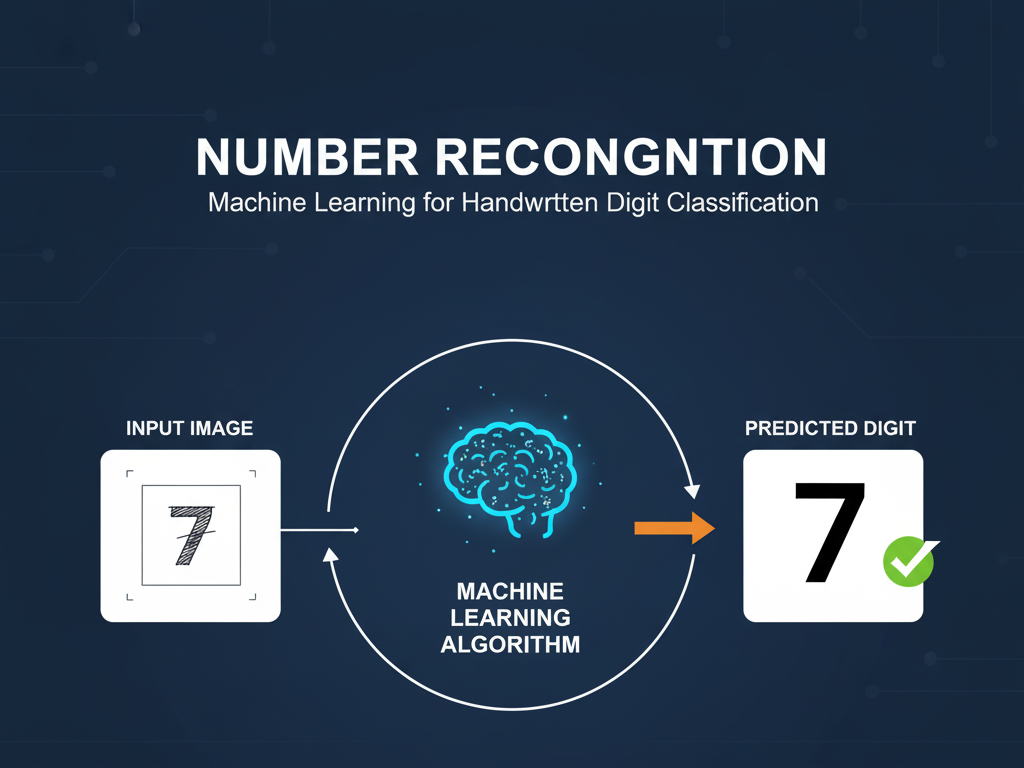 NUMBER RECONGNTION
Machine Learning for Handwrtten Digit Classification
INPUT IMAGE
7
MACHINE
LEARNING
ALGORITHM
PREDICTED DIGIT
7